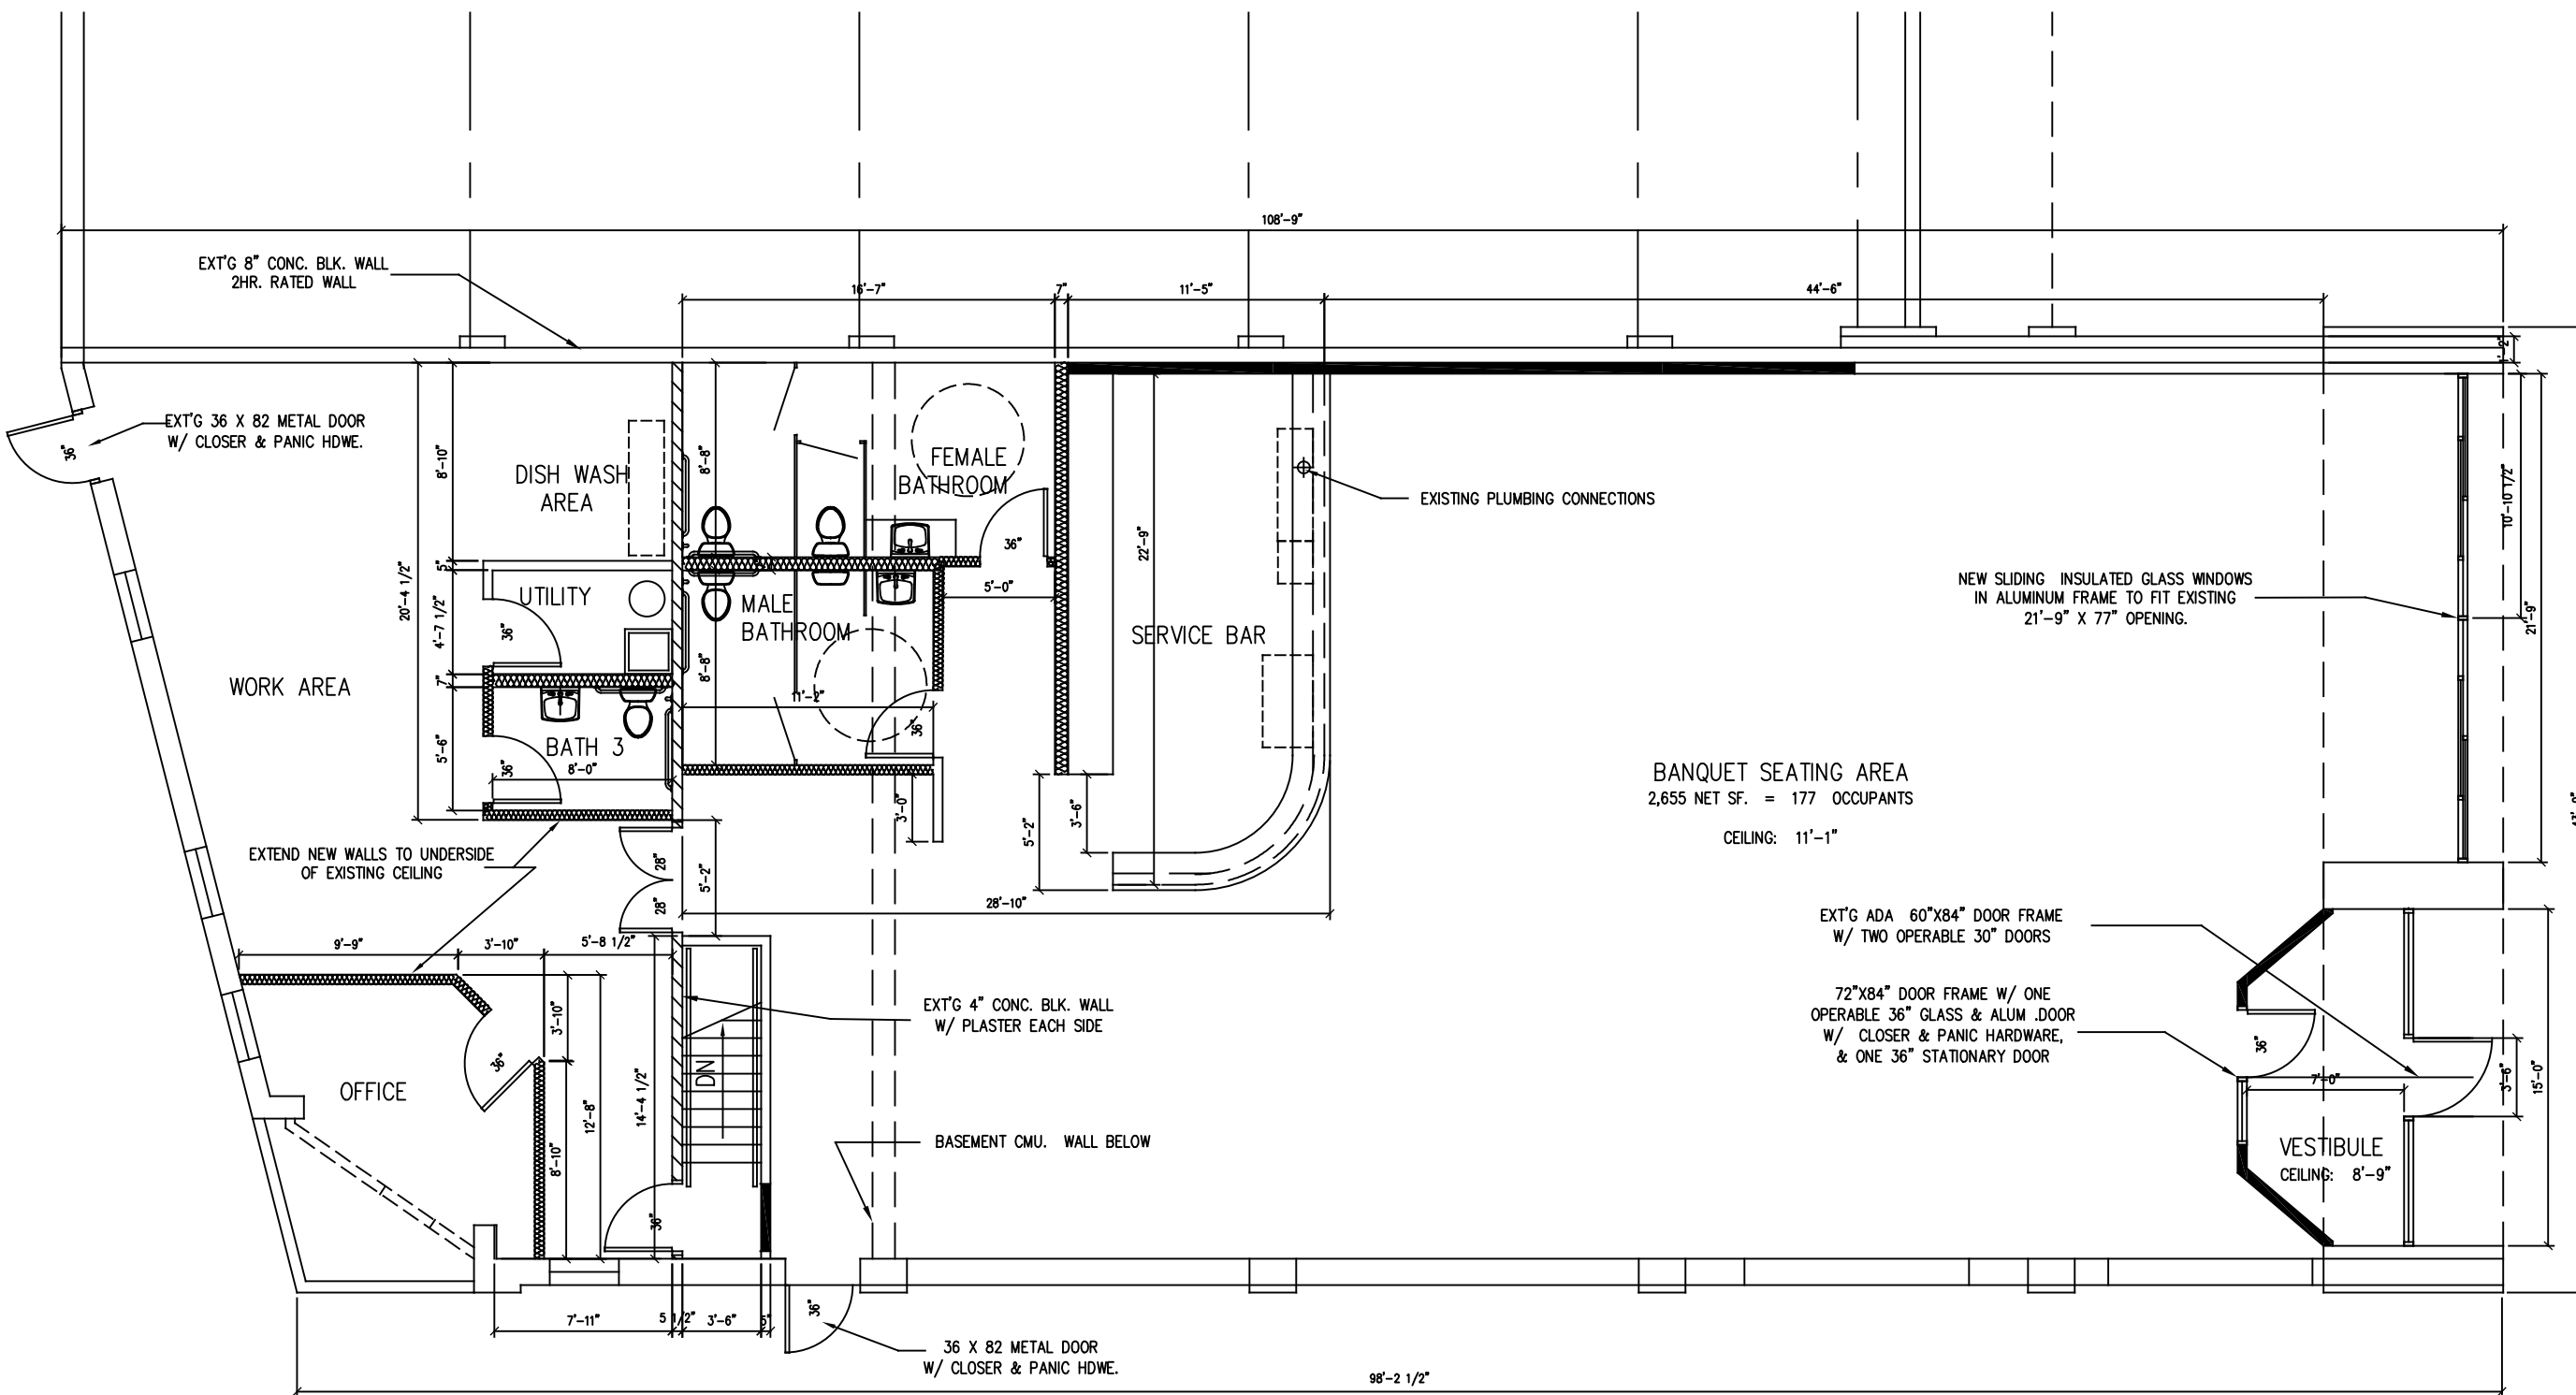 108'-9"
EXT'G 8" CONC. BLK. WALL
2HR. RATED WALL
16'-7"
7"
11'-5"
44'-6"
EXT'G 36 X 82 METAL DOOR
W/ CLOSER & PANIC HDWE.
36"
8'-10"
8'-8"
DISH WASH
AREA
FEMALE
BATHROOM
EXISTING PLUMBING CONNECTIONS
10'-10 1/2"
21'-9"
36"
22'-9"
5"
5'-0"
20'-4 1/2"
4'-7 1/2"
UTILITY
36"
MALE
BATHROOM
SERVICE BAR
NEW SLIDING INSULATED GLASS WINDOWS
IN ALUMINUM FRAME TO FIT EXISTING
21'-9" X 77" OPENING.
WORK AREA
7"
8'-8"
11'-2"
36"
5'-6"
BATH 3
36"
8'-0"
BANQUET SEATING AREA
2,655 NET SF. = 177 OCCUPANTS
CEILING: 11'-1"
3'-0"
5'-2"
3'-6"
EXTEND NEW WALLS TO UNDERSIDE
OF EXISTING CEILING
28"
28"
5'-2"
28'-10"
9'-9"
3'-10"
5'-8 1/2"
EXT'G ADA 60"X84" DOOR FRAME
W/ TWO OPERABLE 30" DOORS
EXT'G 4" CONC. BLK. WALL
W/ PLASTER EACH SIDE
72"X84" DOOR FRAME W/ ONE
OPERABLE 36" GLASS & ALUM .DOOR
W/ CLOSER & PANIC HARDWARE,
& ONE 36" STATIONARY DOOR
3'-10"
36"
OFFICE
DN
14'-4 1/2"
12'-8"
8'-10"
36"
7'-0"
3'-6"
15'-0"
BASEMENT CMU. WALL BELOW
VESTIBULE
CEILING: 8'-9"
36"
7'-11"
5 1/2"
3'-6"
36"
36 X 82 METAL DOOR
W/ CLOSER & PANIC HDWE.
98'-2 1/2"